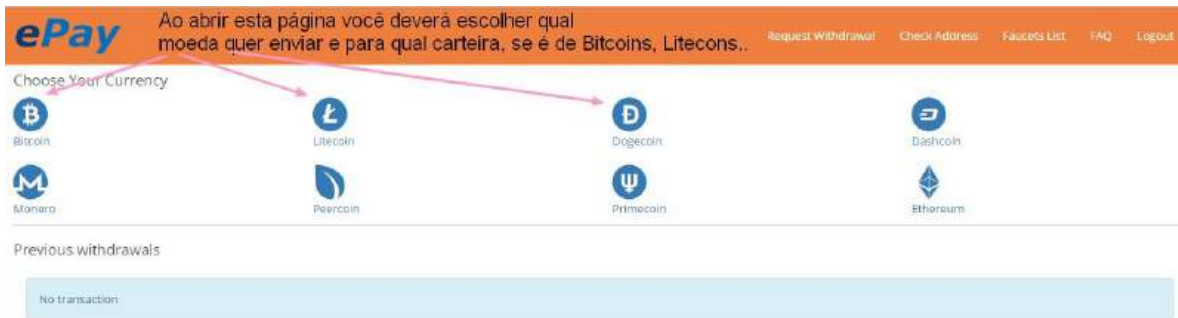 ePay
Ao abrir esta página você deverá escolher qual
moeda quer enviar e para qual carteira, se é de Bitcoins, Litecons..
Request Withdrawal Check Address Faucets List FAQ Logout
Choose Your Currency
Bitcoin Litecoin Dogecoin Dashcoin
Monero Peercoin Primecoin Ethereum
Previous withdrawals
No transaction